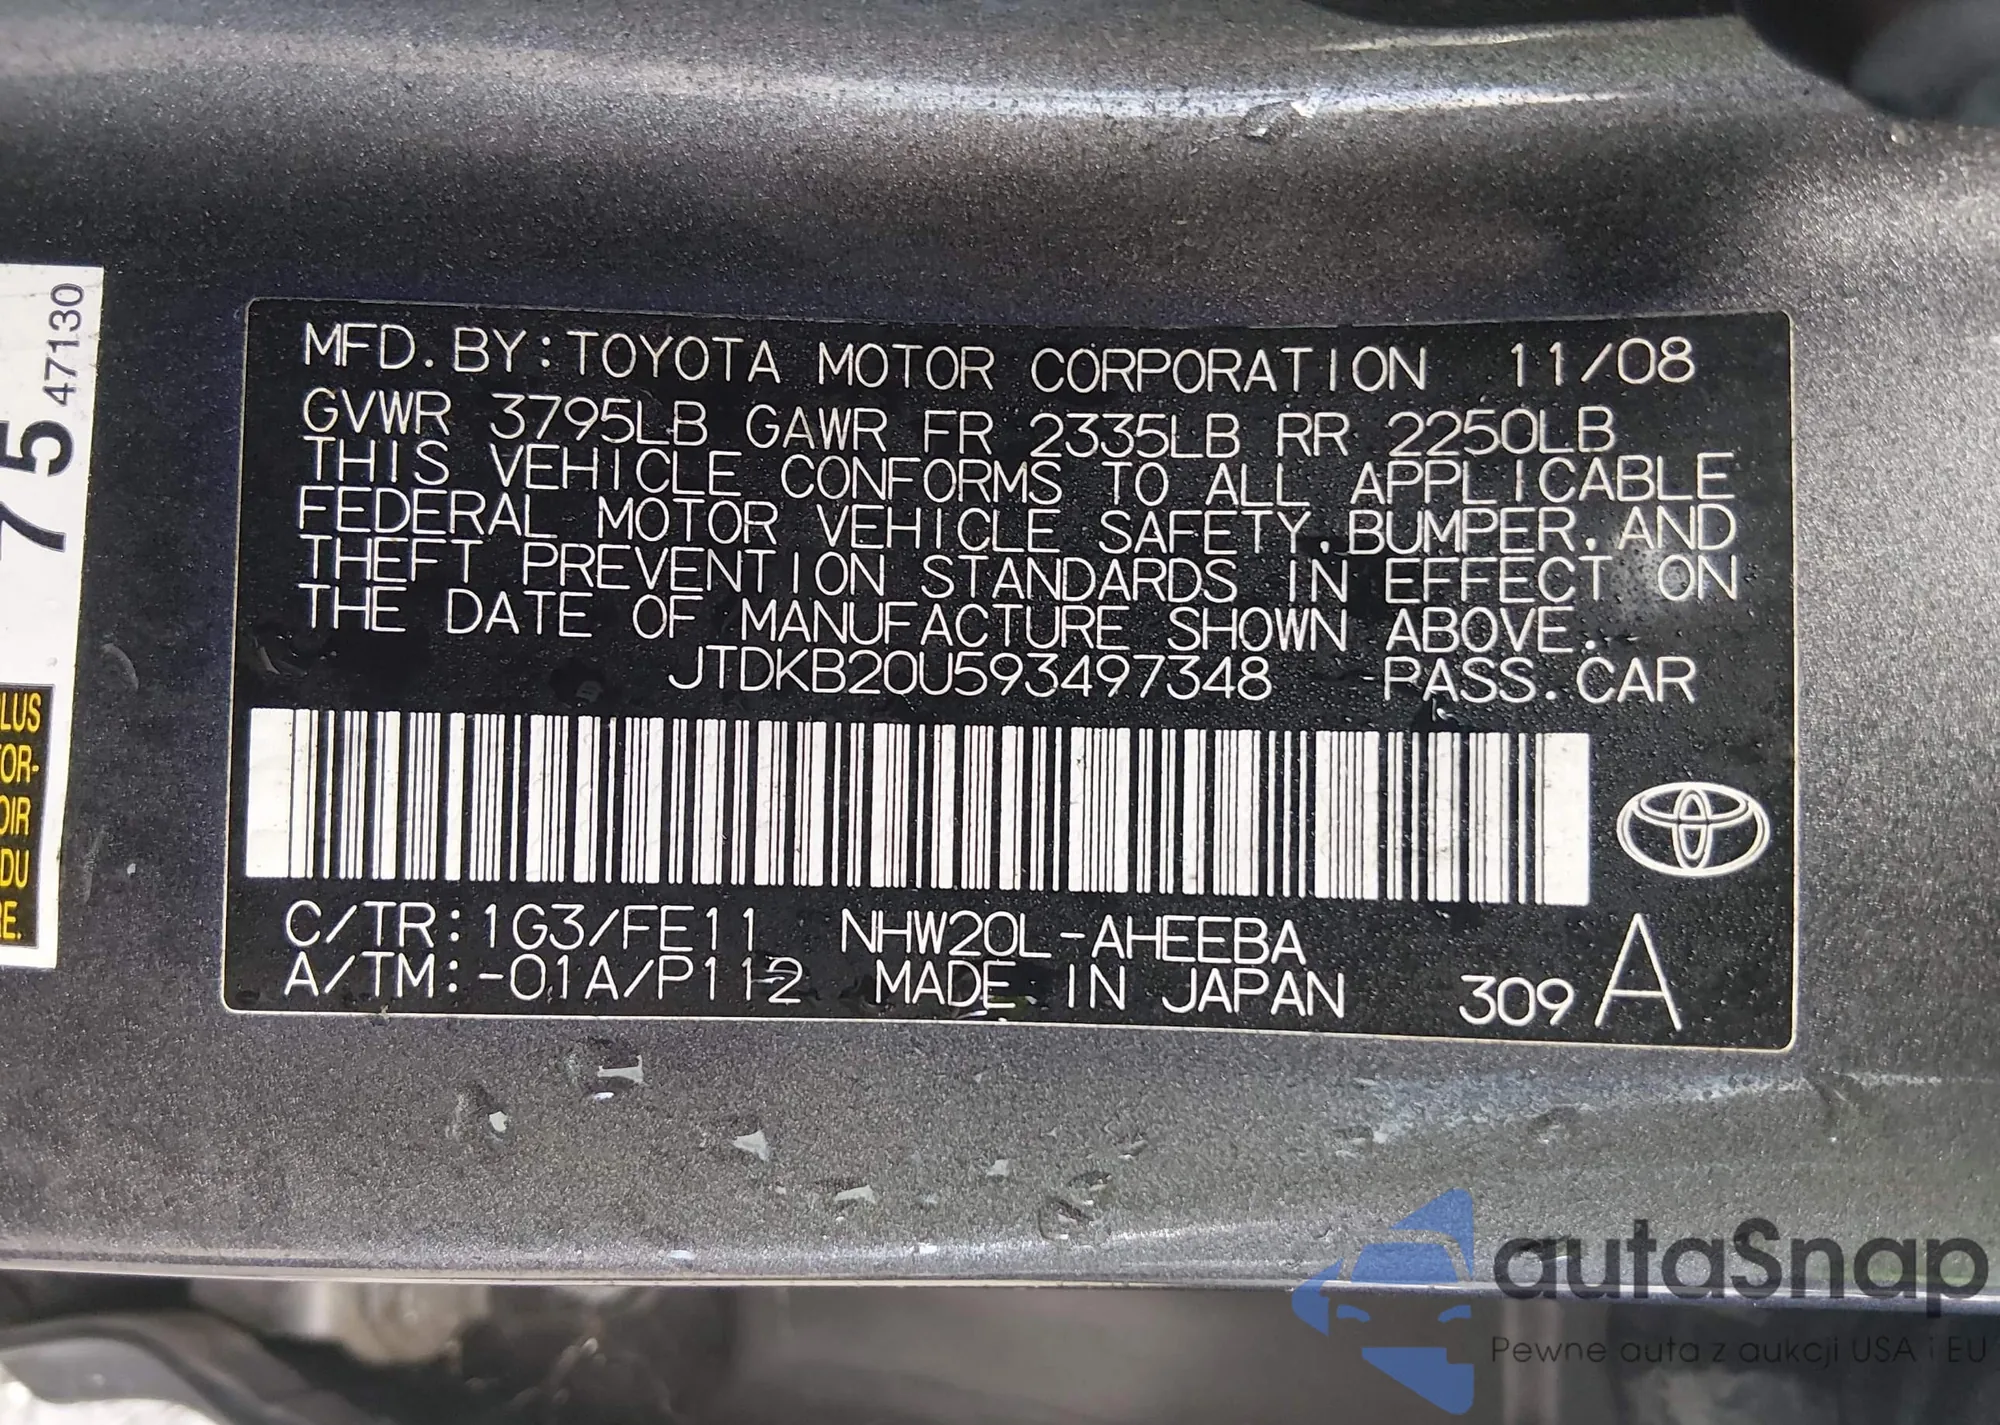 MFD. BY: TOYOTA MOTOR CORPORATION 11/08
GVWR 3795LB GAWR FR 2335LB RR 2250LB
THIS VEHICLE CONFORMS TO ALL APPLICABLE
FEDERAL MOTOR VEHICLE SAFETY, BUMPER, AND
THEFT PREVENTION STANDARDS IN EFFECT ON
THE DATE OF MANUFACTURE SHOWN ABOVE.
JTDKB20U593497348 PASS. CAR
C/TR: 1G3/FE11 NHW20L-AHEEBA
A/TM: -01A/P112 MADE IN JAPAN 309 A
75 47130
PLUS
OIR
DU
autaSnap
Pewne auta z aukcji USA i EU